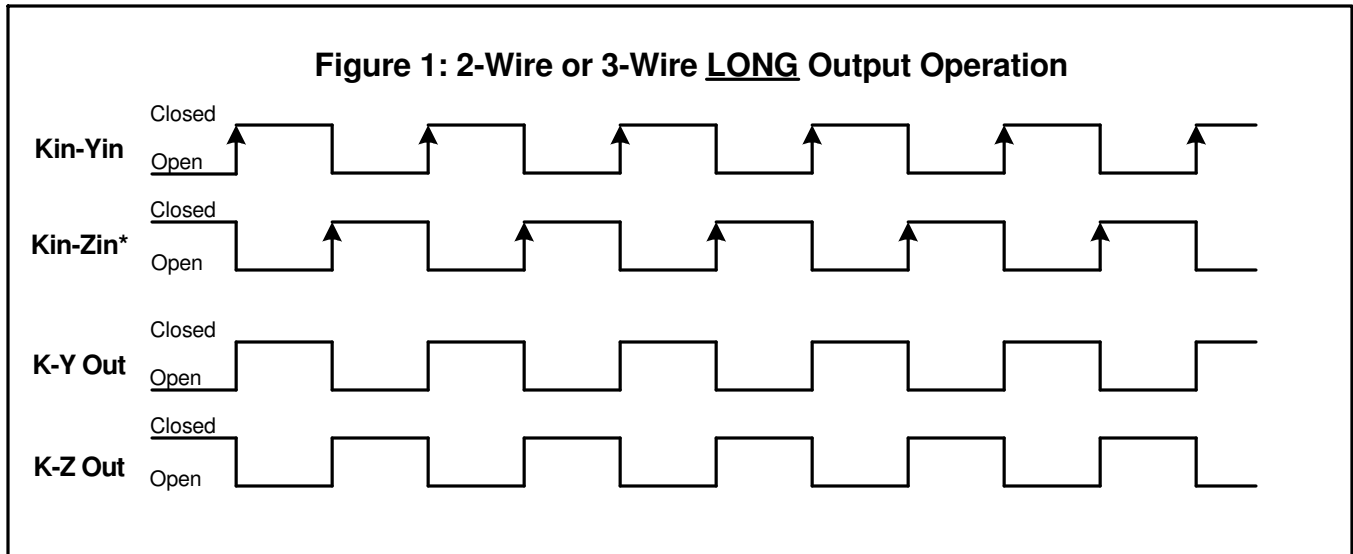 Figure 1: 2-Wire or 3-Wire LONG Output Operation
Closed
Kin-Yin
Open
Closed
Kin-Zin*
Open
Closed
K-Y Out
Open
Closed
K-Z Out
Open